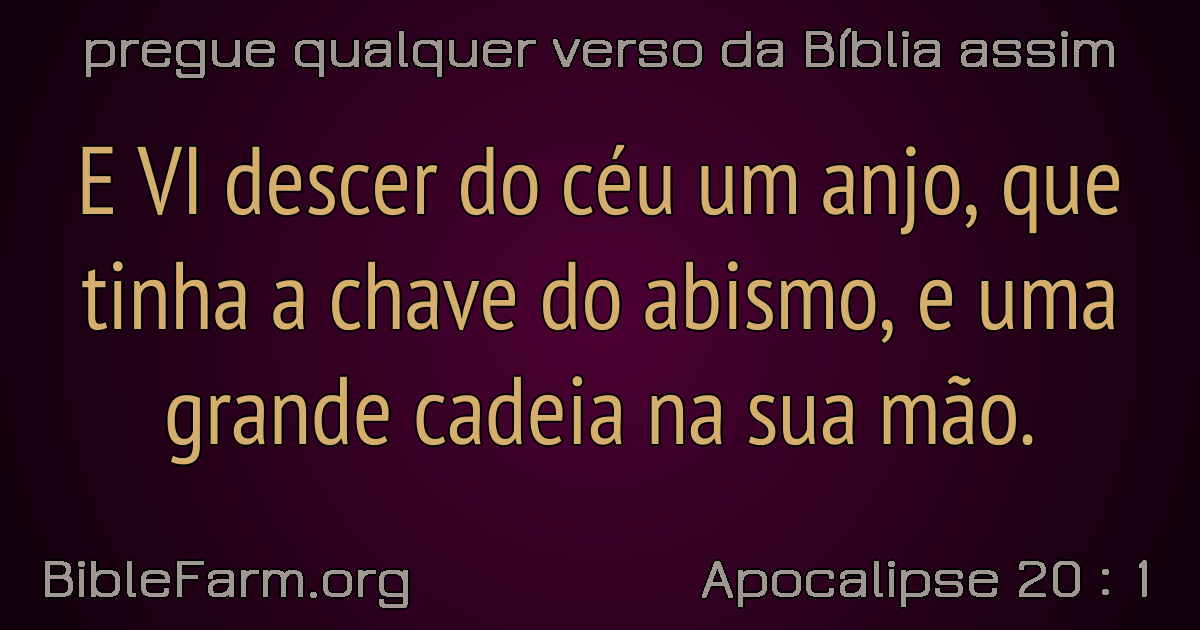 pregue qualquer verso da Bíblia assim
E VI descer do céu um anjo, que
tinha a chave do abismo, e uma
grande cadeia na sua mão.
BibleFarm.org
Apocalipse 20 : 1